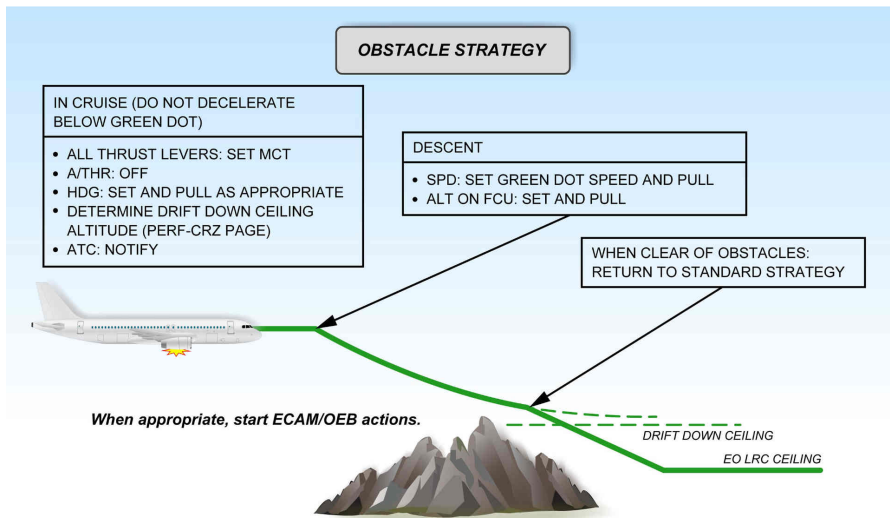 OBSTACLE STRATEGY
IN CRUISE (DO NOT DECELERATE
BELOW GREEN DOT)
• ALL THRUST LEVERS: SET MCT
• A/THR: OFF
• HDG: SET AND PULL AS APPROPRIATE
• DETERMINE DRIFT DOWN CEILING
ALTITUDE (PERF-CRZ PAGE)
• ATC: NOTIFY
DESCENT
• SPD: SET GREEN DOT SPEED AND PULL
• ALT ON FCU: SET AND PULL
WHEN CLEAR OF OBSTACLES:
RETURN TO STANDARD STRATEGY
When appropriate, start ECAM/OEB actions.
DRIFT DOWN CEILING
EO LRC CEILING